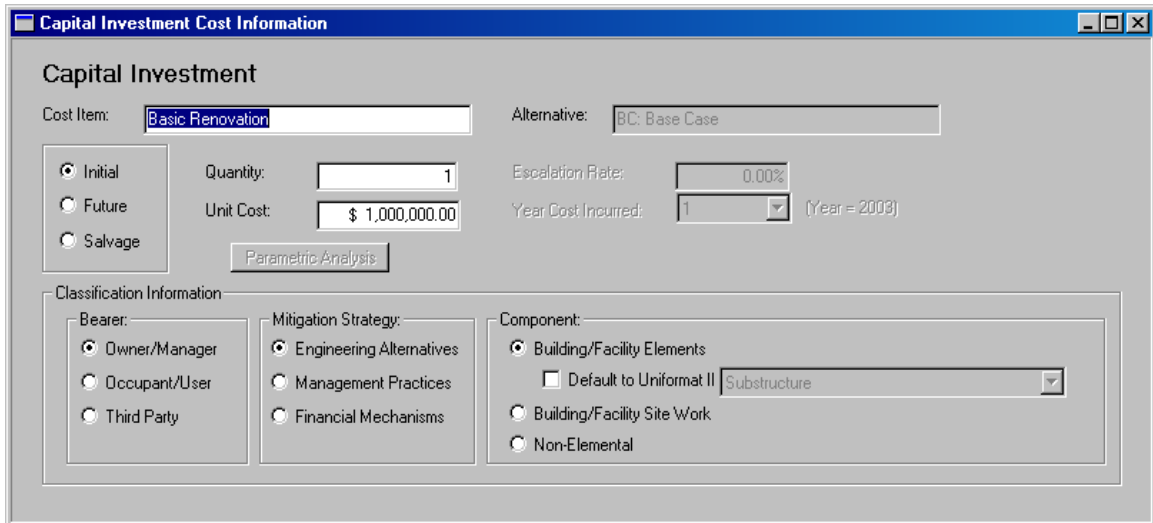 Capital Investment Cost Information
Capital Investment
Cost Item: Basic Renovation Alternative: BC: Base Case
Initial Quantity: 1 Escalation Rate: 0.00%
Future Unit Cost: $ 1,000,000.00 Year Cost Incurred: 1 (Year = 2003)
Salvage
Parametric Analysis
Classification Information
Bearer: Mitigation Strategy: Component:
Owner/Manager Engineering Alternatives Building/Facility Elements
Occupant/User Management Practices Default to Uniformat II Substructure
Third Party Financial Mechanisms Building/Facility Site Work
Non-Elemental